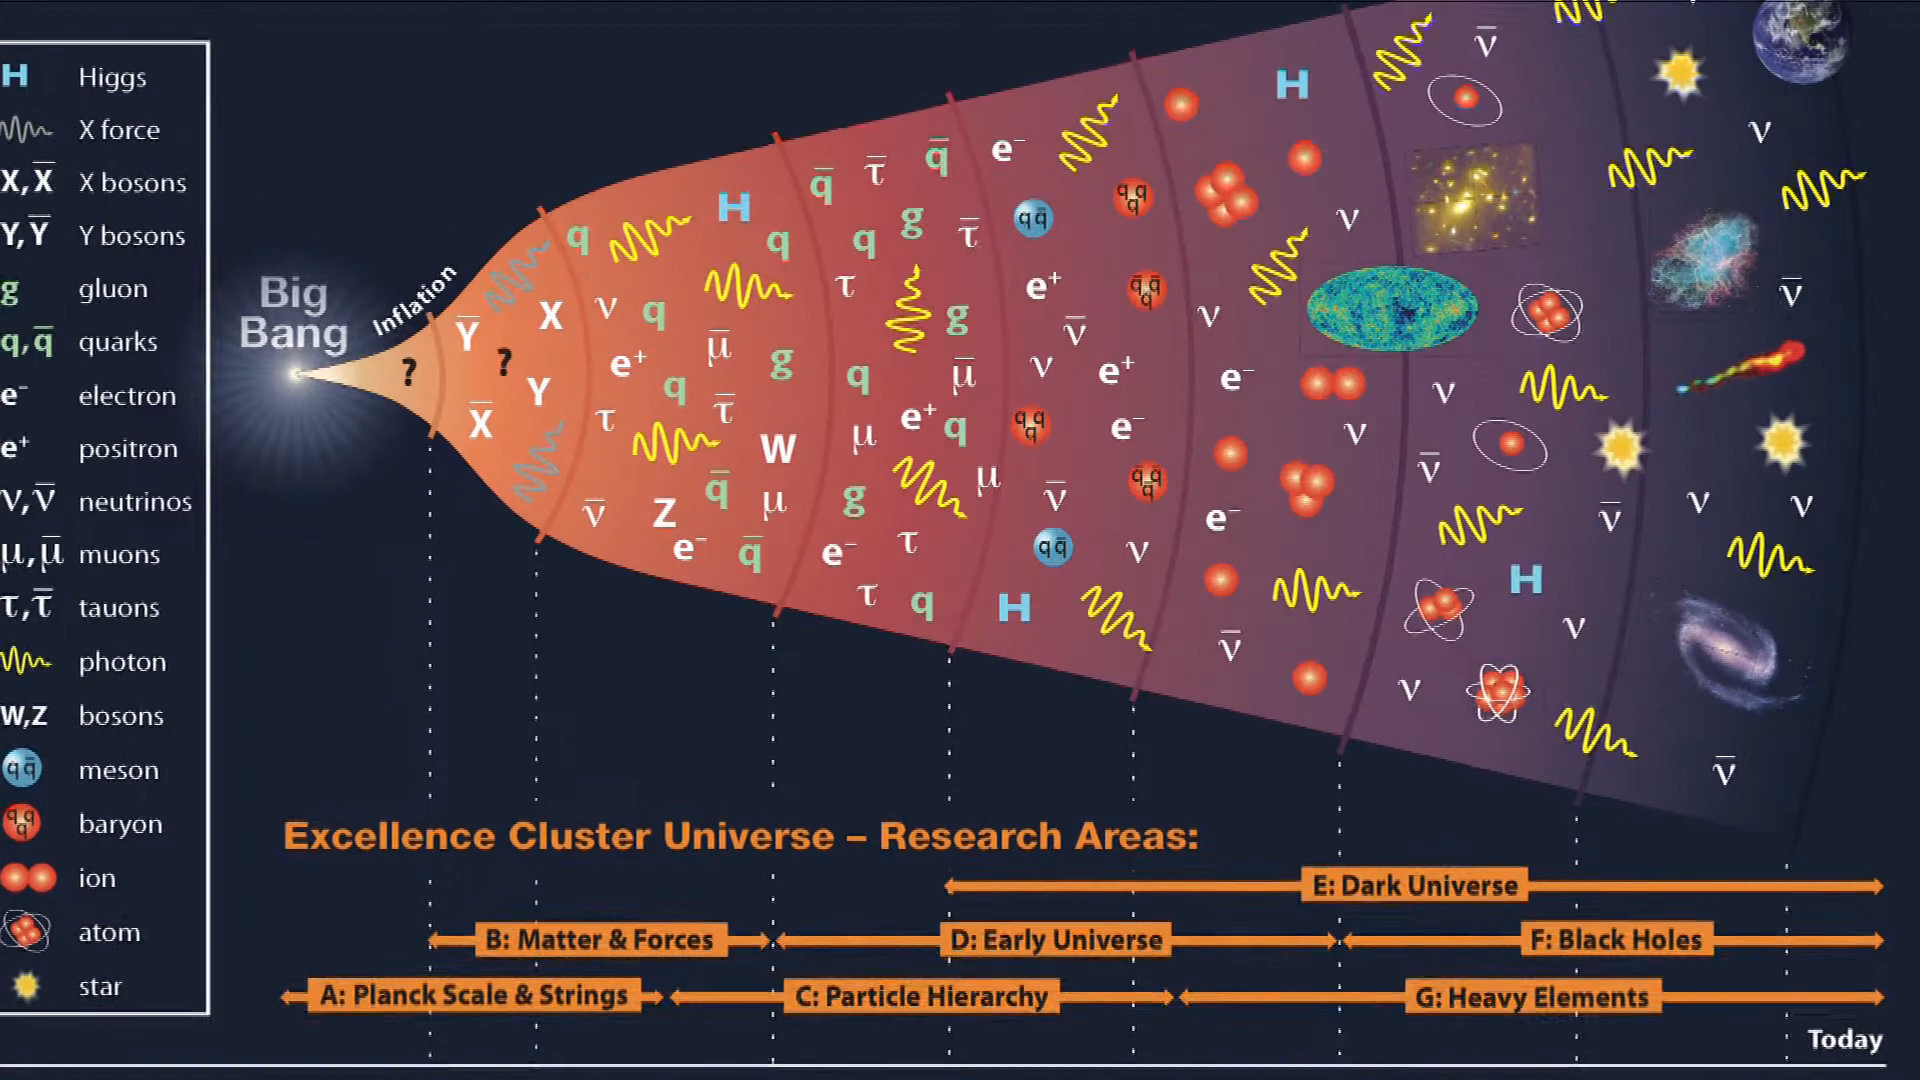 H Higgs
X force
X, X̅ X bosons
Y, Y̅ Y bosons
g gluon
q, q̅ quarks
e⁻ electron
e⁺ positron
ν, ν̅ neutrinos
μ, μ̅ muons
τ, τ̅ tauons
photon
W,Z bosons
q q̅ meson
q q q baryon
ion
atom
star
Big
Bang
Inflation
?
Y̅
X̅
?
X
Y
q
H
q
ν
q
e⁺
μ̅
g
q
τ
τ̅
W
ν̅
Z
q̅
μ
e⁻
q̅
q̅
τ̅
q̅
q
g
τ̅
τ
g
q
μ̅
e⁺
q
μ
g
μ
e⁻
τ
τ
q
e⁻
q q̅
q q q
e⁺
q̅ q̅ q̅
ν̅
ν
e⁺
q q q
e⁻
q̅ q̅ q̅
ν̅
q q̅
ν
H
H
ν
ν
e⁻
ν
e⁻
ν̅
ν̅
ν
ν̅
ν̅
H
ν
ν
ν
ν̅
ν
ν
ν̅
Excellence Cluster Universe – Research Areas:
E: Dark Universe
B: Matter & Forces
D: Early Universe
F: Black Holes
A: Planck Scale & Strings
C: Particle Hierarchy
G: Heavy Elements
Today